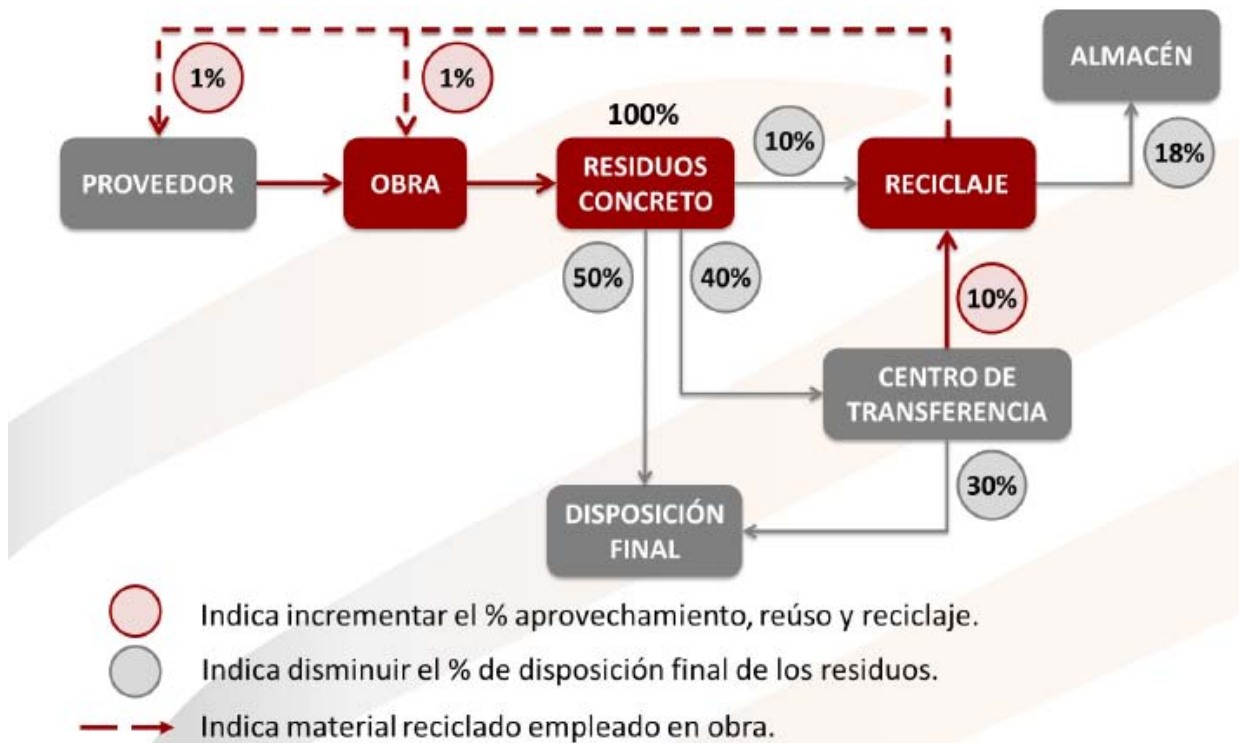 ALMACÉN
1%
1%
100%
10%
18%
PROVEEDOR
OBRA
RESIDUOS
CONCRETO
RECICLAJE
50%
40%
10%
CENTRO DE
TRANSFERENCIA
30%
DISPOSICIÓN
FINAL
Indica incrementar el % aprovechamiento, reúso y reciclaje.
Indica disminuir el % de disposición final de los residuos.
Indica material reciclado empleado en obra.